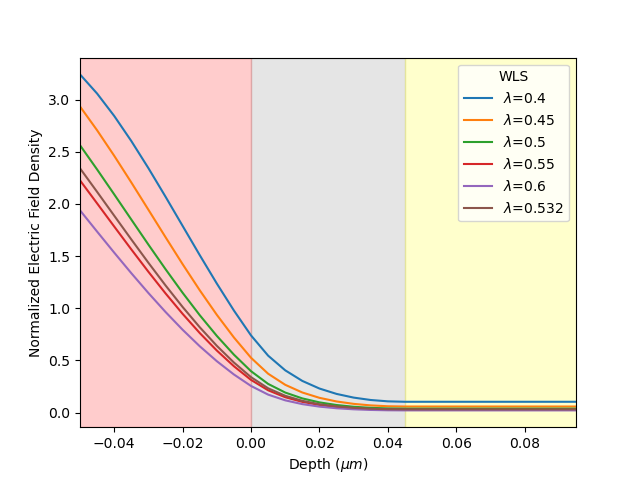 3.0
2.5
2.0
1.5
1.0
0.5
0.0
Normalized Electric Field Density
WLS
λ=0.4
λ=0.45
λ=0.5
λ=0.55
λ=0.6
λ=0.532
−0.04 −0.02 0.00 0.02 0.04 0.06 0.08
Depth (μm)